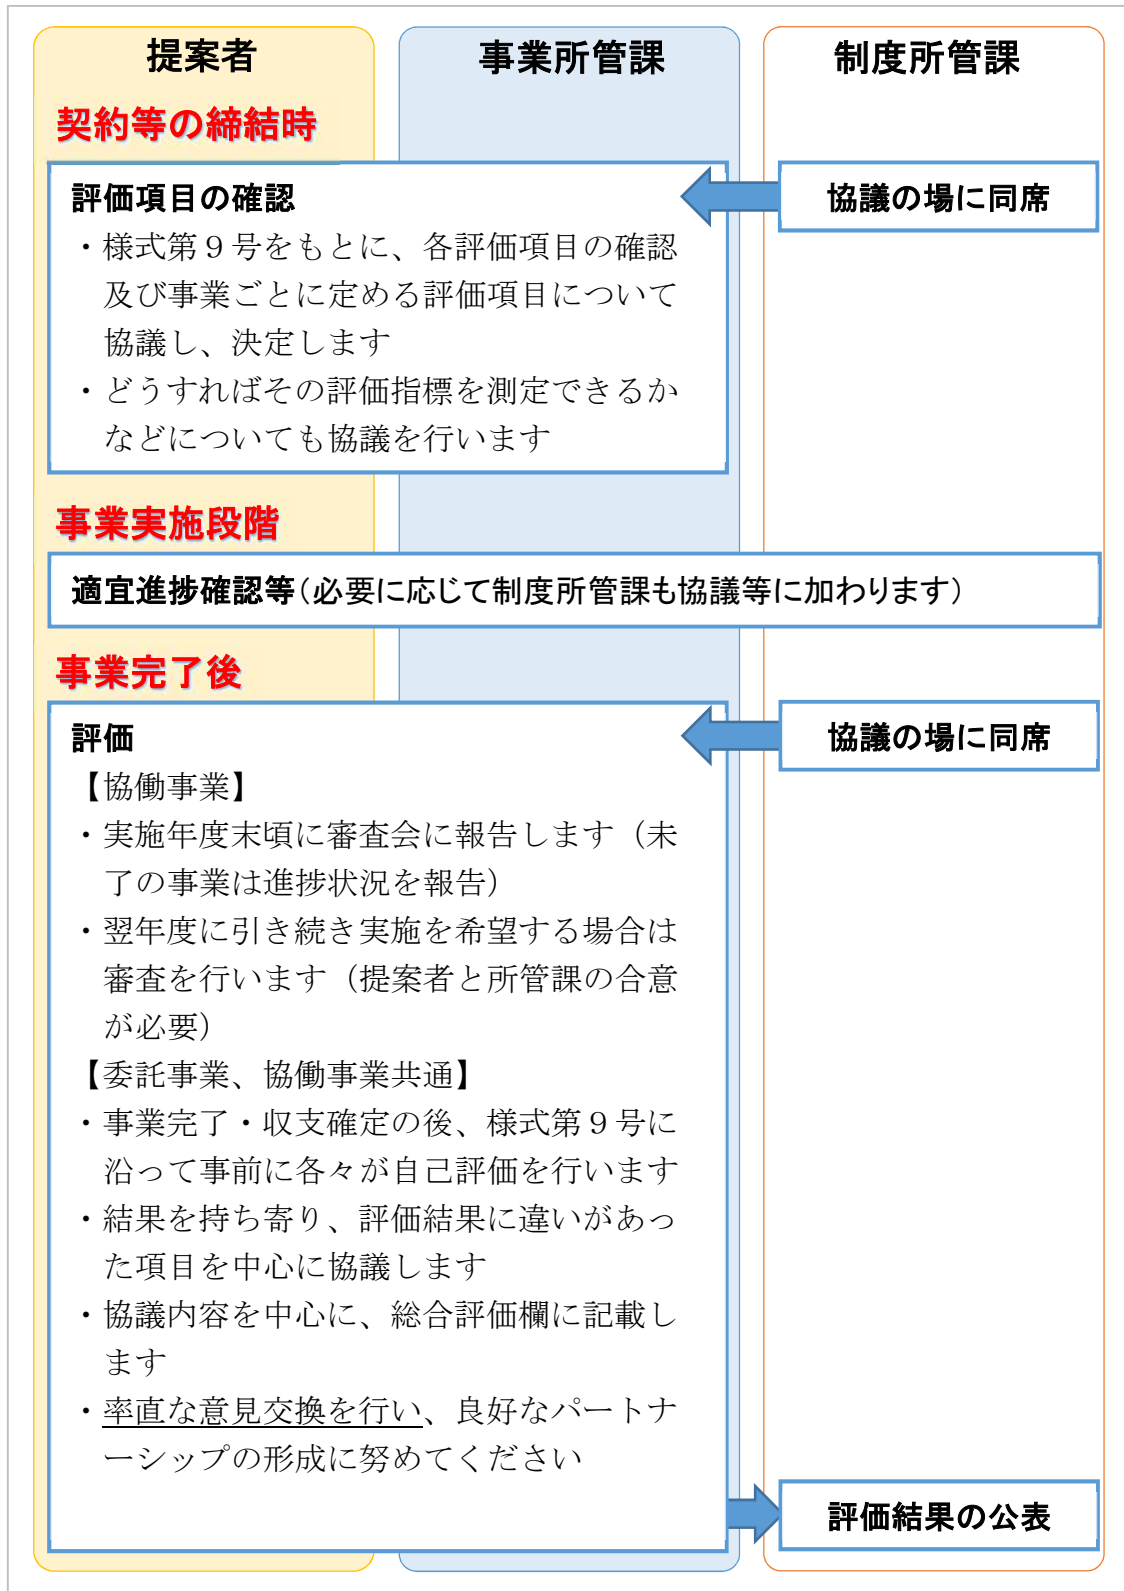 提案者
事業所管課
制度所管課
契約等の締結時
評価項目の確認
・様式第９号をもとに、各評価項目の確認
及び事業ごとに定める評価項目について
協議し、決定します
・どうすればその評価指標を測定できるか
などについても協議を行います
協議の場に同席
事業実施段階
適宜進捗確認等（必要に応じて制度所管課も協議等に加わります）
事業完了後
評価
【協働事業】
・実施年度末頃に審査会に報告します（未
了の事業は進捗状況を報告）
・翌年度に引き続き実施を希望する場合は
審査を行います（提案者と所管課の合意
が必要）
【委託事業、協働事業共通】
・事業完了・収支確定の後、様式第９号に
沿って事前に各々が自己評価を行います
・結果を持ち寄り、評価結果に違いがあっ
た項目を中心に協議します
・協議内容を中心に、総合評価欄に記載し
ます
・率直な意見交換を行い、良好なパートナ
ーシップの形成に努めてください
協議の場に同席
評価結果の公表